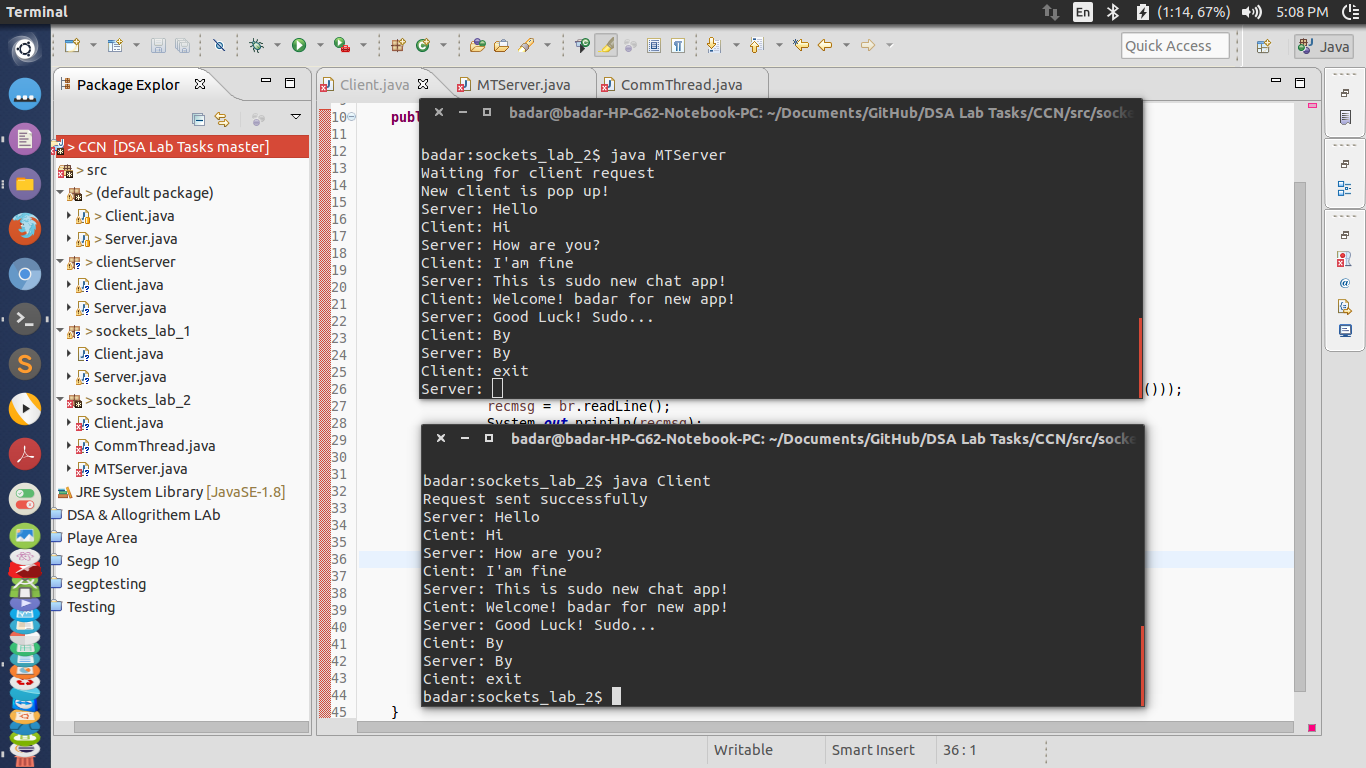 Terminal
En
(1:14, 67%)
5:08 PM
Quick Access
Java
Package Explor
Client.java
MTServer.java
CommThread.java
> CCN [DSA Lab Tasks master]
> src
> (default package)
> Client.java
> Server.java
> clientServer
Client.java
Server.java
> sockets_lab_1
Client.java
Server.java
> sockets_lab_2
Client.java
CommThread.java
MTServer.java
JRE System Library [JavaSE-1.8]
DSA & Allogrithem LAb
Playe Area
Segp 10
segptesting
Testing
10
11
12
13
14
15
16
17
18
19
20
21
22
23
24
25
26 ()));
27 recmsg = br.readLine();
28 System.out.println(recmsg);
29
30
31
32
33
34
35
36
37
38
39
40
41
42
43
44
45 }
badar@badar-HP-G62-Notebook-PC: ~/Documents/GitHub/DSA Lab Tasks/CCN/src/socke
badar:sockets_lab_2$ java MTServer
Waiting for client request
New client is pop up!
Server: Hello
Client: Hi
Server: How are you?
Client: I'am fine
Server: This is sudo new chat app!
Client: Welcome! badar for new app!
Server: Good Luck! Sudo...
Client: By
Server: By
Client: exit
Server:
badar@badar-HP-G62-Notebook-PC: ~/Documents/GitHub/DSA Lab Tasks/CCN/src/socke
badar:sockets_lab_2$ java Client
Request sent successfully
Server: Hello
Cient: Hi
Server: How are you?
Cient: I'am fine
Server: This is sudo new chat app!
Cient: Welcome! badar for new app!
Server: Good Luck! Sudo...
Cient: By
Server: By
Cient: exit
badar:sockets_lab_2$
Writable
Smart Insert
36 : 1